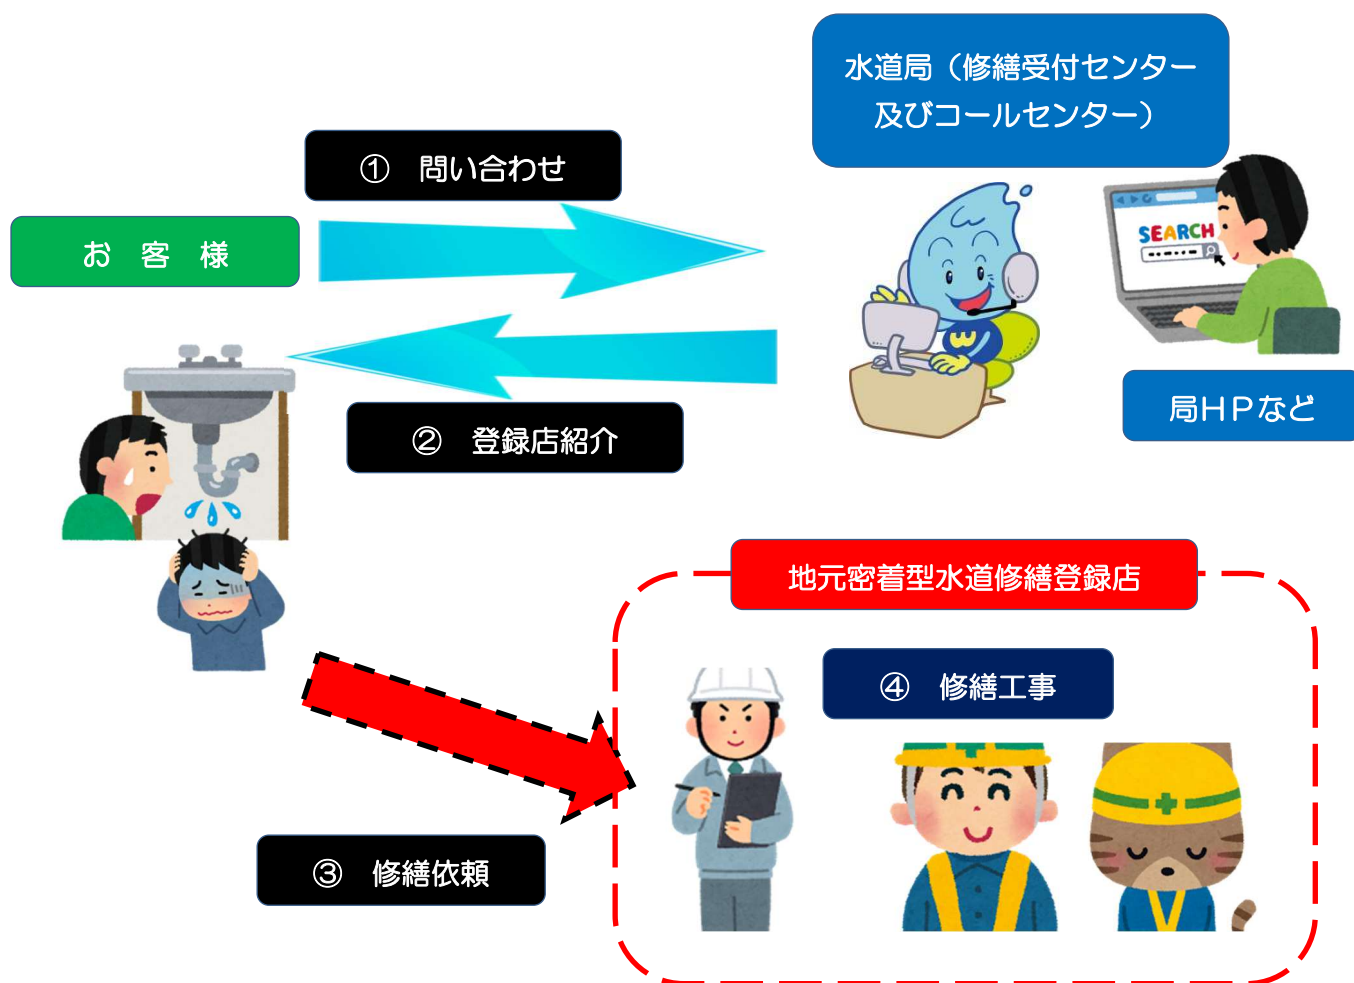 水道局（修繕受付センター
及びコールセンター）
① 問い合わせ
お 客 様
SEARCH
W
局HPなど
② 登録店紹介
地元密着型水道修繕登録店
④ 修繕工事
③ 修繕依頼